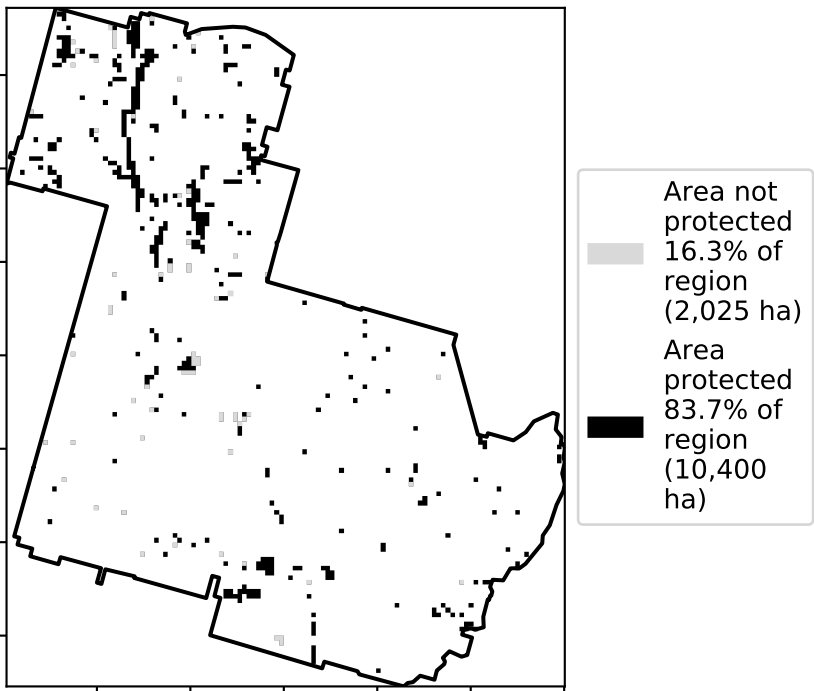 Area not
protected
16.3% of
region
(2,025 ha)
Area
protected
83.7% of
region
(10,400
ha)